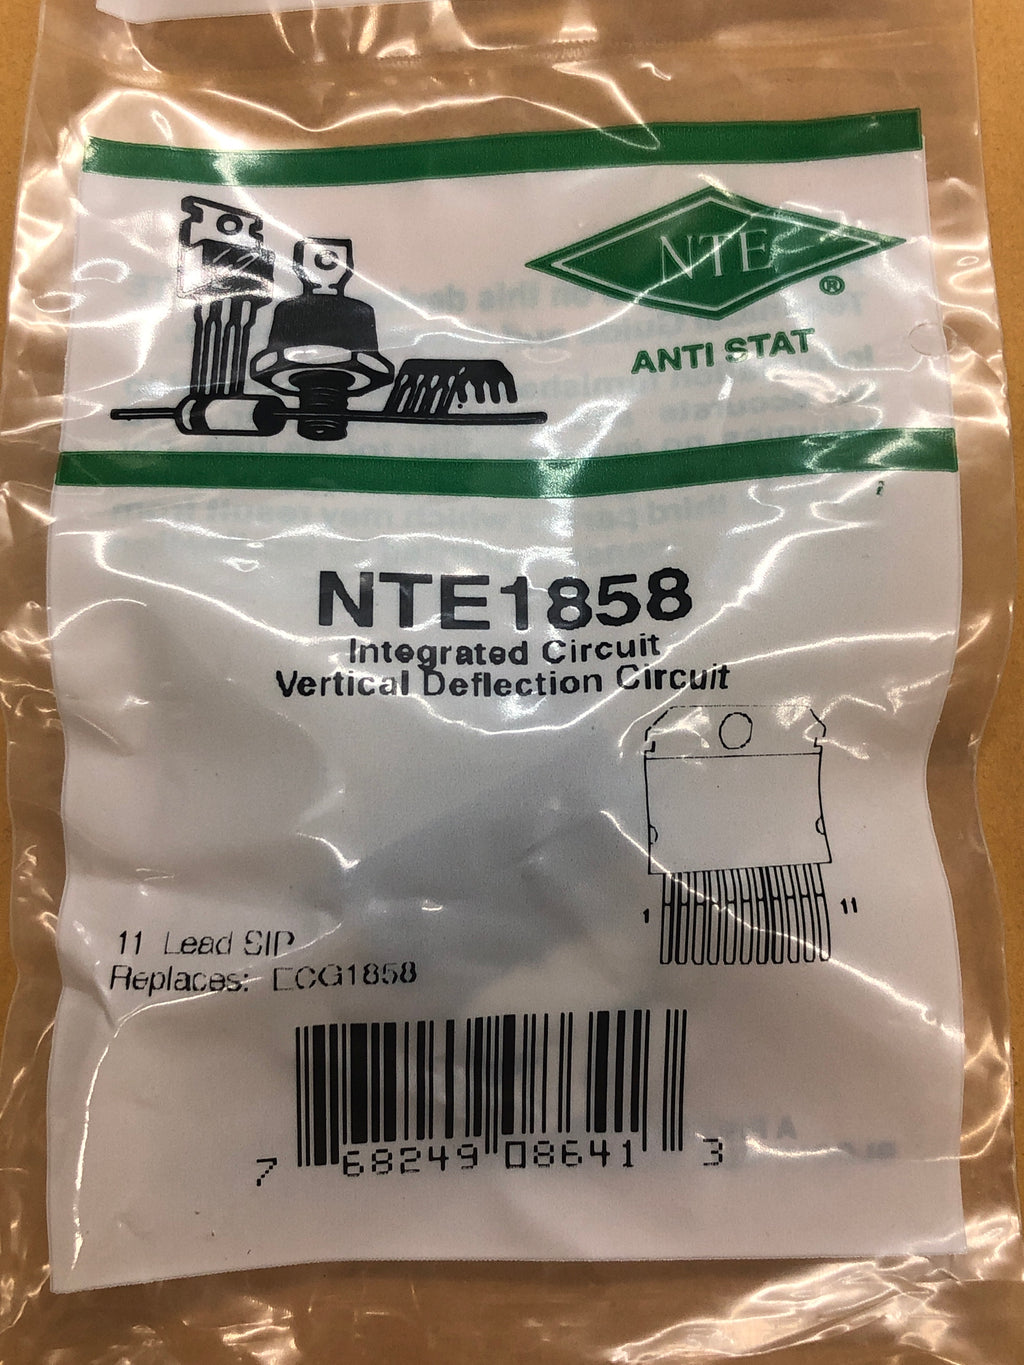 NTE
®
ANTI STAT
NTE1858
Integrated Circuit
Vertical Deflection Circuit
1 11
11 Lead SIP
Replaces: ECG1858
7 68249 08641 3